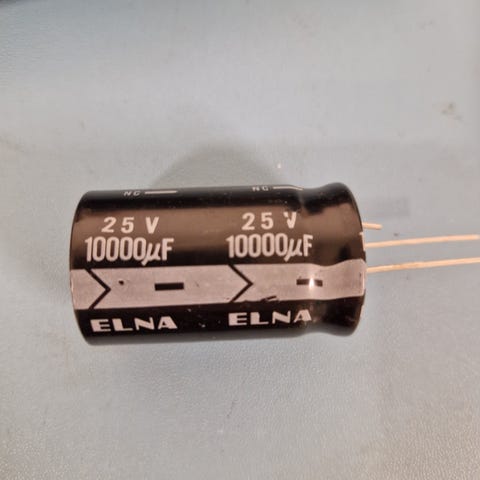 NC NC
25 V 25 V
10000µF 10000µF
- -
ELNA ELNA